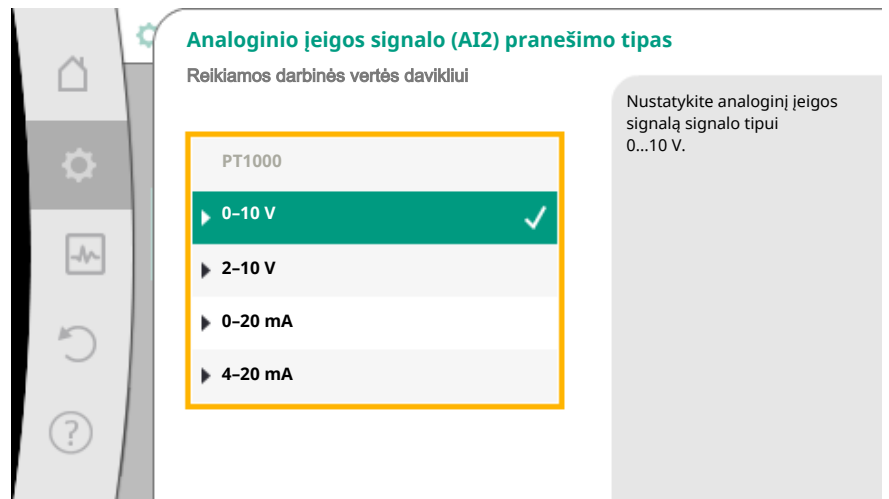 Analoginio įeigos signalo (AI2) pranešimo tipas
Reikiamos darbinės vertės davikliui
Nustatykite analoginį įeigos
signalą signalo tipui
0...10 V.
PT1000
0–10 V
2–10 V
0–20 mA
4–20 mA
?